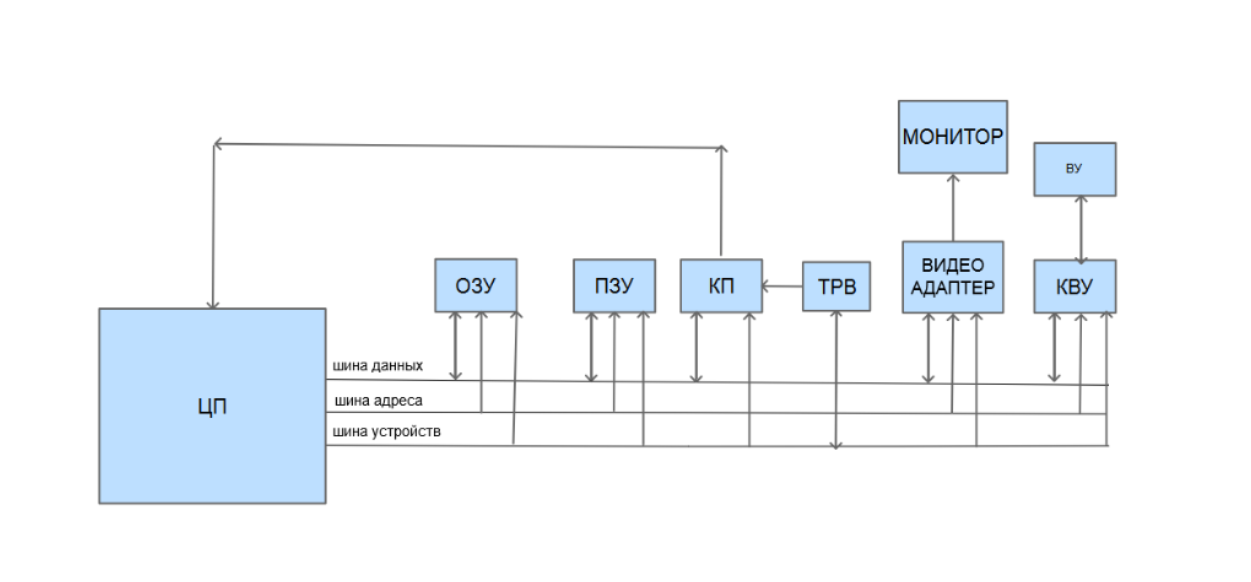 МОНИТОР
ВУ
ОЗУ
ПЗУ
КП
ТРВ
ВИДЕО
АДАПТЕР
КВУ
шина данных
шина адреса
ЦП
шина устройств